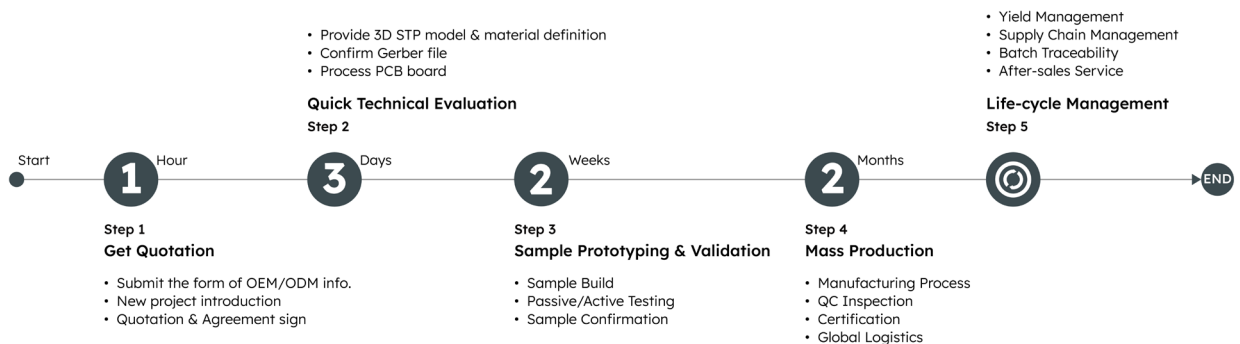 Start
1
Hour
Step 1
Get Quotation
• Submit the form of OEM/ODM info.
• New project introduction
• Quotation & Agreement sign
• Provide 3D STP model & material definition
• Confirm Gerber file
• Process PCB board
Quick Technical Evaluation
Step 2
3
Days
2
Weeks
Step 3
Sample Prototyping & Validation
• Sample Build
• Passive/Active Testing
• Sample Confirmation
2
Months
Step 4
Mass Production
• Manufacturing Process
• QC Inspection
• Certification
• Global Logistics
• Yield Management
• Supply Chain Management
• Batch Traceability
• After-sales Service
Life-cycle Management
Step 5
END